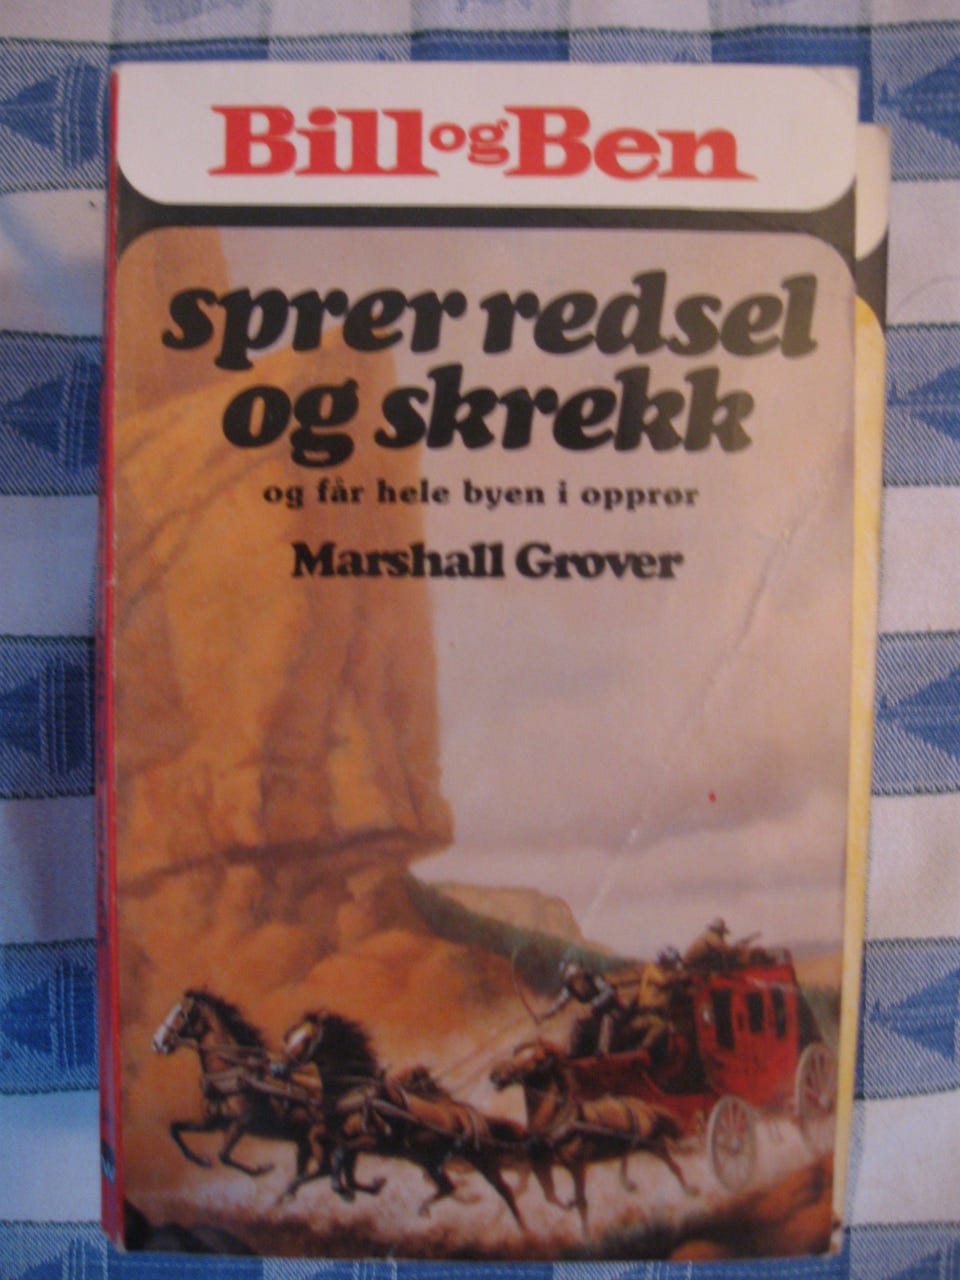 Bill og Ben
sprer redsel
og skrekk
og får hele byen i opprør
Marshall Grover